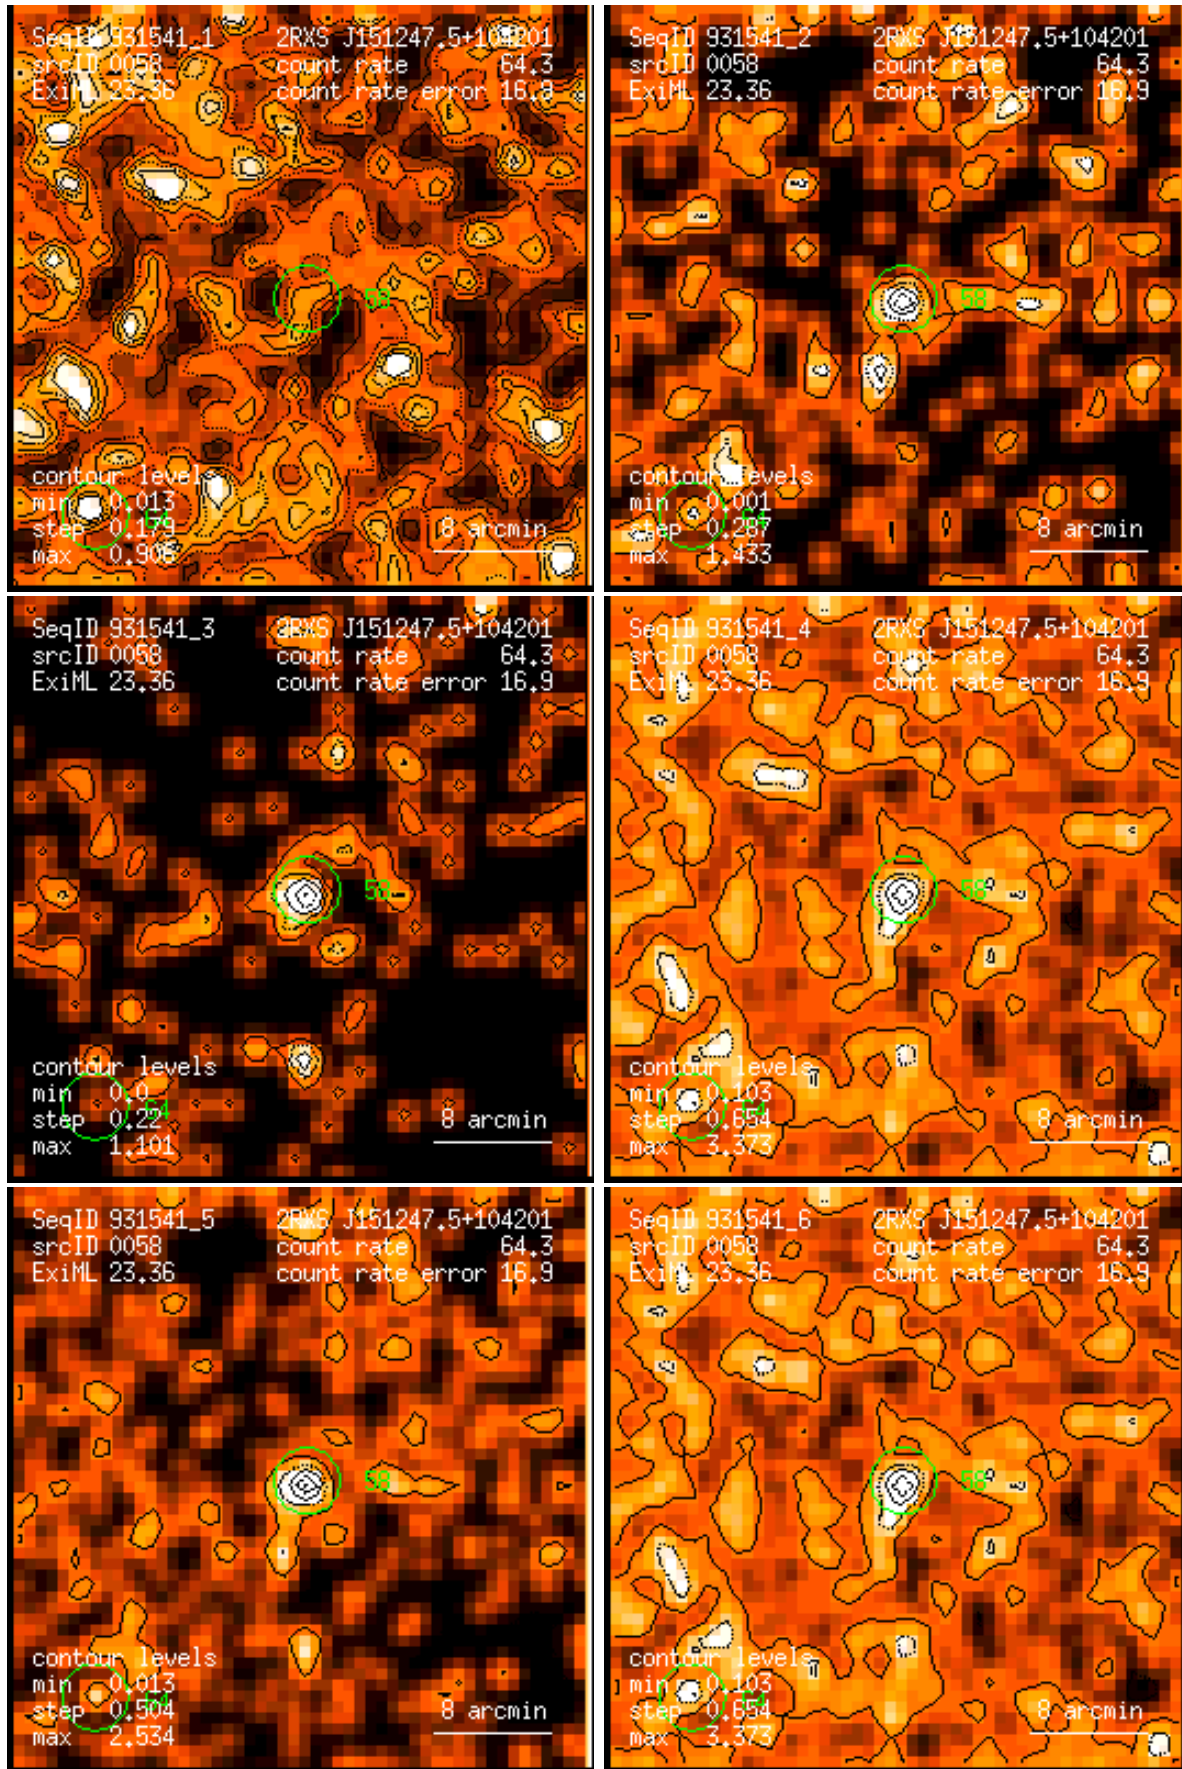 SeqID 931541_1 2RXS J151247.5+104201
srcID 0058 count rate 64.3
ExiML 23.36 count rate error 16.9
58
contour levels
min 0.013
step 0.179 54
max 0.906
8 arcmin
SeqID 931541_2 2RXS J151247.5+104201
srcID 0058 count rate 64.3
ExiML 23.36 count rate error 16.9
58
contour levels
min 0.001
step 0.287 54
max 1.433
8 arcmin
SeqID 931541_3 2RXS J151247.5+104201
srcID 0058 count rate 64.3
ExiML 23.36 count rate error 16.9
58
contour levels
min 0.0
step 0.22 54
max 1.101
8 arcmin
SeqID 931541_4 2RXS J151247.5+104201
srcID 0058 count rate 64.3
ExiML 23.36 count rate error 16.9
58
contour levels
min 0.103
step 0.654 54
max 3.373
8 arcmin
SeqID 931541_5 2RXS J151247.5+104201
srcID 0058 count rate 64.3
ExiML 23.36 count rate error 16.9
58
contour levels
min 0.013
step 0.504 54
max 2.534
8 arcmin
SeqID 931541_6 2RXS J151247.5+104201
srcID 0058 count rate 64.3
ExiML 23.36 count rate error 16.9
58
contour levels
min 0.103
step 0.654 54
max 3.373
8 arcmin